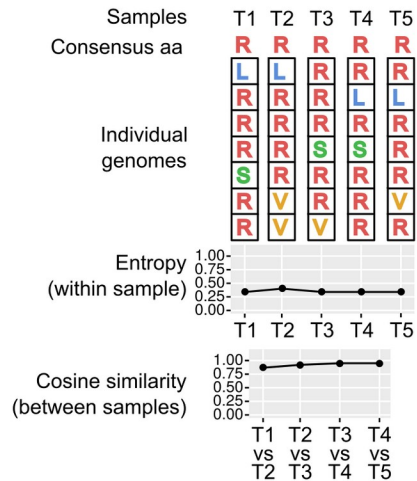 Samples T1 T2 T3 T4 T5
Consensus aa R R R R R
L L R R R
R R R L L
R R R R R
Individual genomes R R S S R
S R R R R
R V R R V
R V V R R
Entropy (within sample)
1.00
0.75
0.50
0.25
0.00
T1 T2 T3 T4 T5
Cosine similarity (between samples)
1.00
0.75
0.50
0.25
0.00
T1 T2 T3 T4
vs vs vs vs
T2 T3 T4 T5